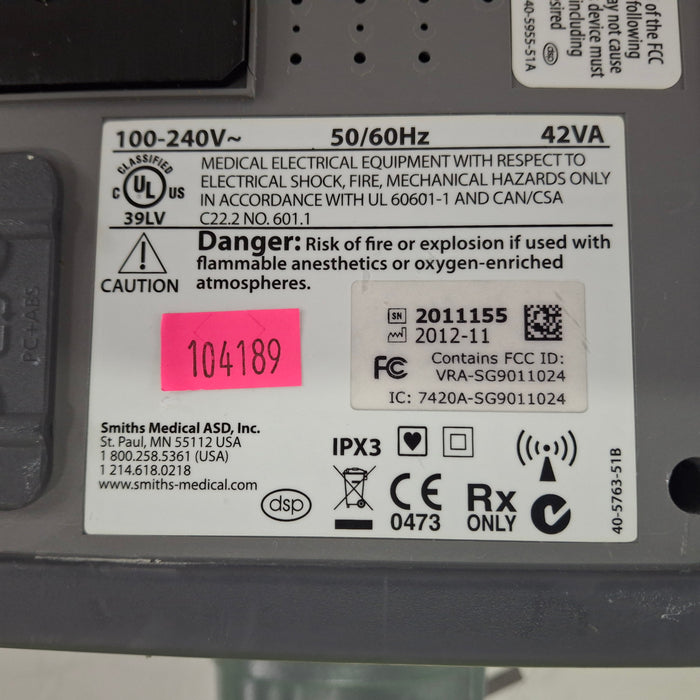 of the FCC
following
ay not cause
device must
including
sired
40-5955-51A
dsp
100-240V~ 50/60Hz 42VA
CLASSIFIED
C UL US
39LV
MEDICAL ELECTRICAL EQUIPMENT WITH RESPECT TO
ELECTRICAL SHOCK, FIRE, MECHANICAL HAZARDS ONLY
IN ACCORDANCE WITH UL 60601-1 AND CAN/CSA
C22.2 NO. 601.1
CAUTION
Danger: Risk of fire or explosion if used with
flammable anesthetics or oxygen-enriched
atmospheres.
PC+ABS
104189
SN 2011155
2012-11
FC Contains FCC ID:
VRA-SG9011024
IC: 7420A-SG9011024
Smiths Medical ASD, Inc.
St. Paul, MN 55112 USA
1 800.258.5361 (USA)
1 214.618.0218
www.smiths-medical.com
dsp
IPX3
CE
0473
Rx
ONLY
40-5763-51B